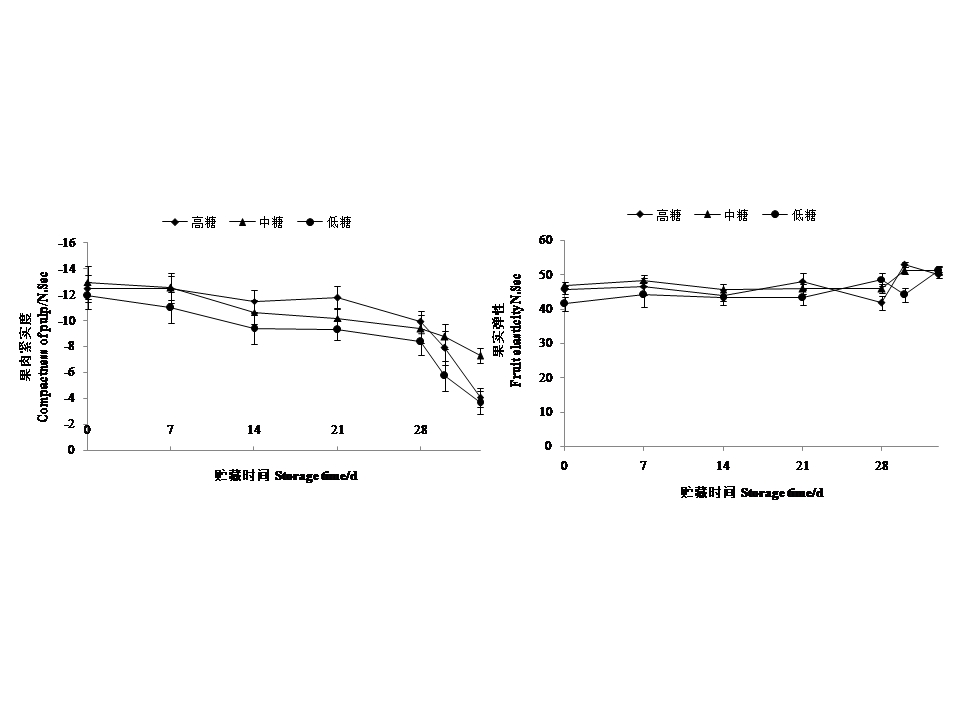 高糖 中糖 低糖
-16
-14
-12
-10
-8
-6
-4
-2
0
果肉紧实度
Compactness of pulp/N.Sec
0 7 14 21 28
贮藏时间 Storage time/d
高糖 中糖 低糖
60
50
40
30
20
10
0
果实弹性
Fruit elasticity N.Sec
0 7 14 21 28
贮藏时间 Storage time/d